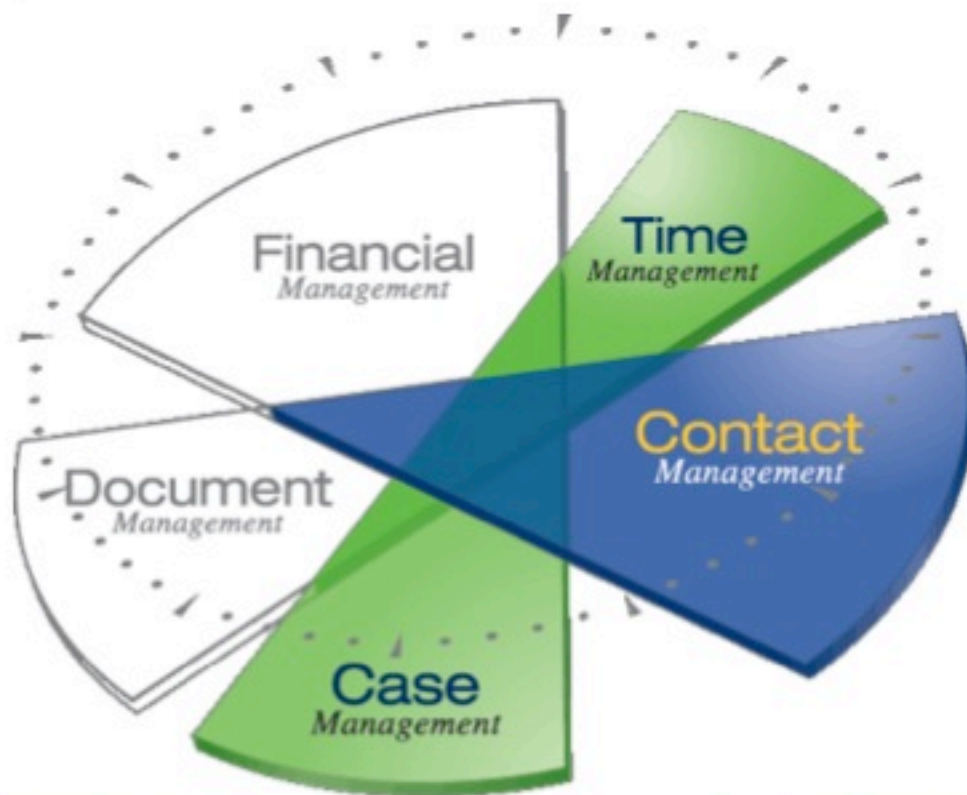 Financial
Management
Time
Management
Contact
Management
Document
Management
Case
Management